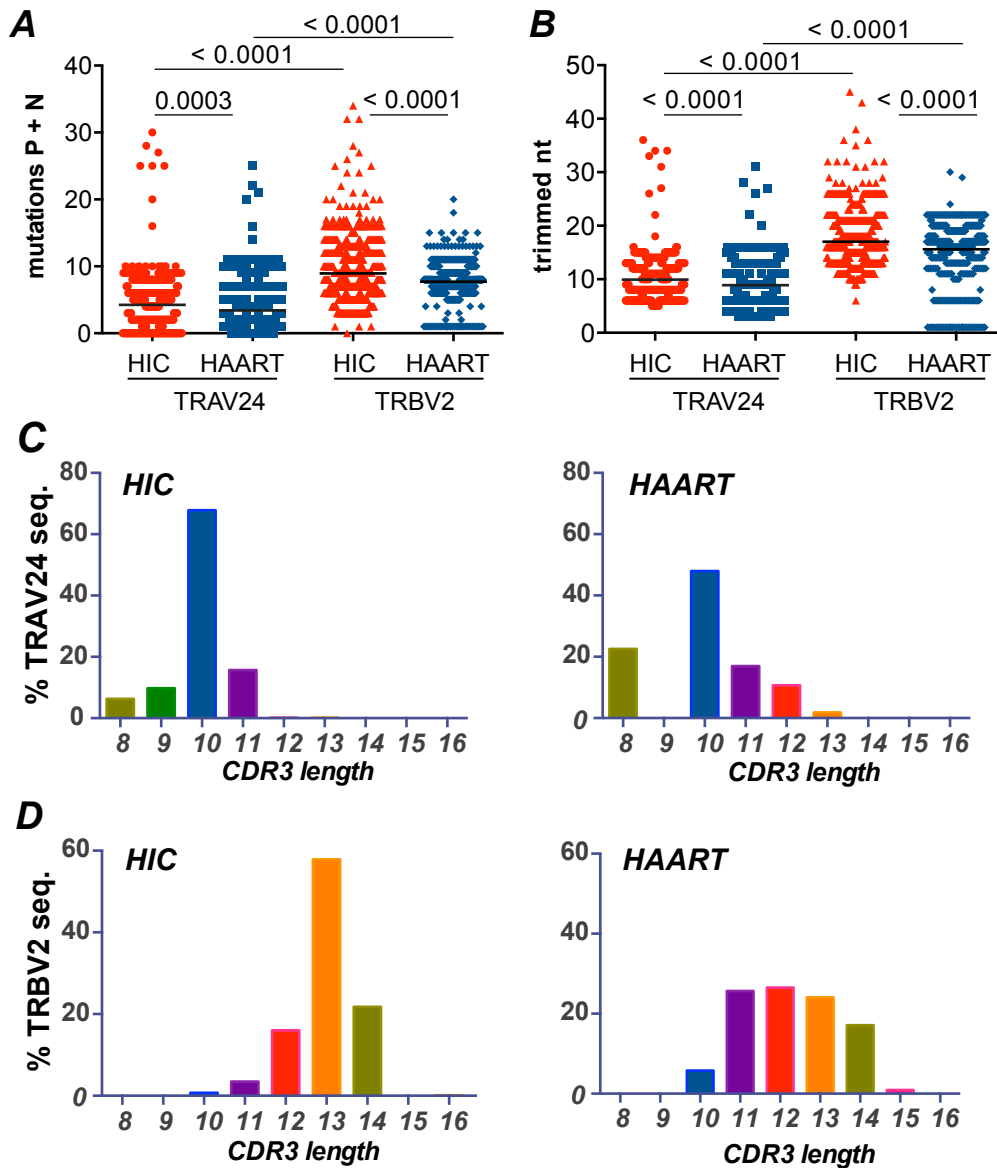 A
mutations P + N
< 0.0001
< 0.0001
0.0003
< 0.0001
40
30
20
10
0
HIC HAART HIC HAART
TRAV24 TRBV2
B
trimmed nt
< 0.0001
< 0.0001
< 0.0001
< 0.0001
50
40
30
20
10
0
HIC HAART HIC HAART
TRAV24 TRBV2
C
% TRAV24 seq.
HIC
80
60
40
20
0
8 9 10 11 12 13 14 15 16
CDR3 length
HAART
80
60
40
20
0
8 9 10 11 12 13 14 15 16
CDR3 length
D
% TRBV2 seq.
HIC
60
40
20
0
8 9 10 11 12 13 14 15 16
CDR3 length
HAART
60
40
20
0
8 9 10 11 12 13 14 15 16
CDR3 length